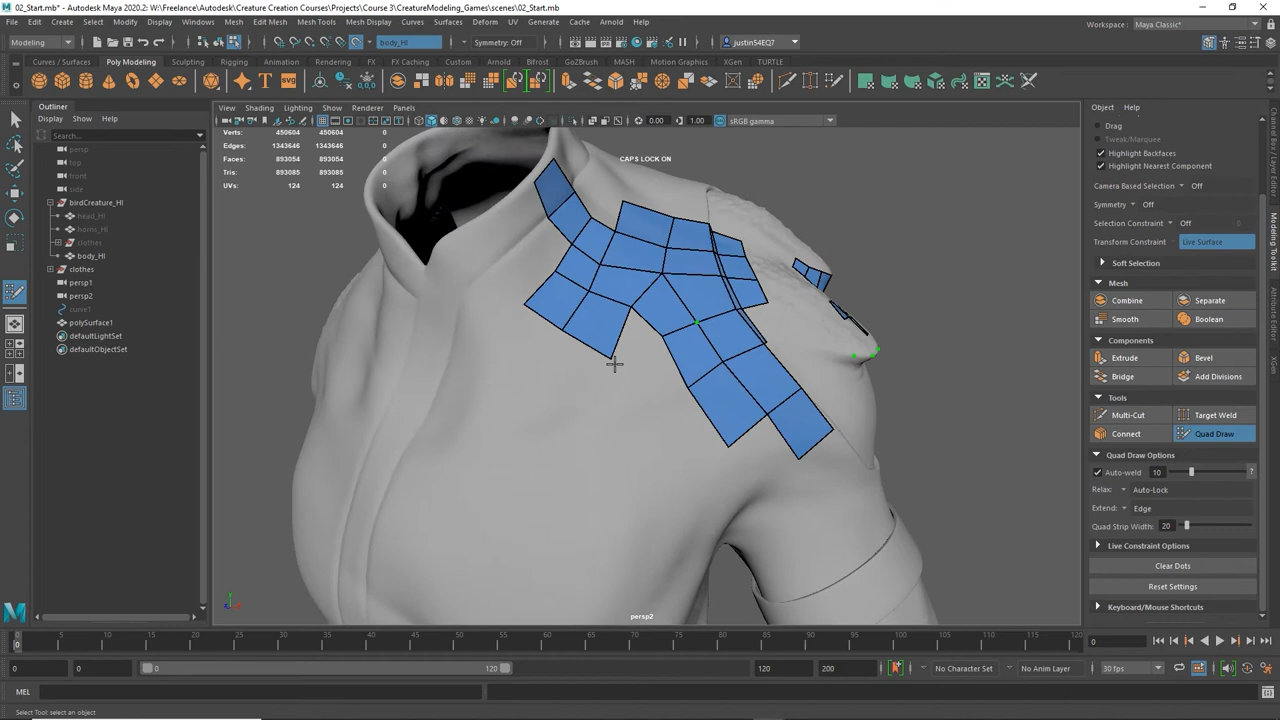 02_Start.mb* - Autodesk Maya 2020.2: H:\Freelance\Autodesk\Creature Creation Courses\Projects\Course 3\CreatureModeling_Games\scenes\02_Start.mb
File Edit Create Select Modify Display Windows Mesh Edit Mesh Mesh Tools Mesh Display Curves Surfaces Deform UV Generate Cache Arnold Help
Workspace : Maya Classic*
Modeling body_HI Symmetry: Off justin54EQ7
Curves / Surfaces Poly Modeling Sculpting Rigging Animation Rendering FX FX Caching Custom Arnold Bifrost GoZBrush MASH Motion Graphics XGen TURTLE
Outliner
Display Show Help
Search...
persp
top
front
side
birdCreature_HI
head_HI
horns_HI
clothes
body_HI
clothes
persp1
persp2
curve1
polySurface1
defaultLightSet
defaultObjectSet
View Shading Lighting Show Renderer Panels
0.00 1.00 sRGB gamma
Verts: 450604 450604 0
Edges: 1343646 1343646 0
Faces: 893054 893054 0
Tris: 893085 893085 0
UVs: 124 124 0
CAPS LOCK ON
persp2
Object Help
Drag
Tweak/Marquee
Highlight Backfaces
Highlight Nearest Component
Camera Based Selection Off
Symmetry Off
Selection Constraint Off
Transform Constraint Live Surface
Soft Selection
Mesh
Combine Separate
Smooth Boolean
Components
Extrude Bevel
Bridge Add Divisions
Tools
Multi-Cut Target Weld
Connect Quad Draw
Quad Draw Options
Auto-weld 10 ?
Relax: Auto-Lock
Extend: Edge
Quad Strip Width: 20
Live Constraint Options
Clear Dots
Reset Settings
Keyboard/Mouse Shortcuts
Channel Box / Layer Editor
Modeling Toolkit
Attribute Editor
0 5 10 15 20 25 30 35 40 45 50 55 60 65 70 75 80 85 90 95 100 105 110 115 120
0
0 0 0 120 120 200 No Character Set No Anim Layer 30 fps
MEL
Select Tool: select an object